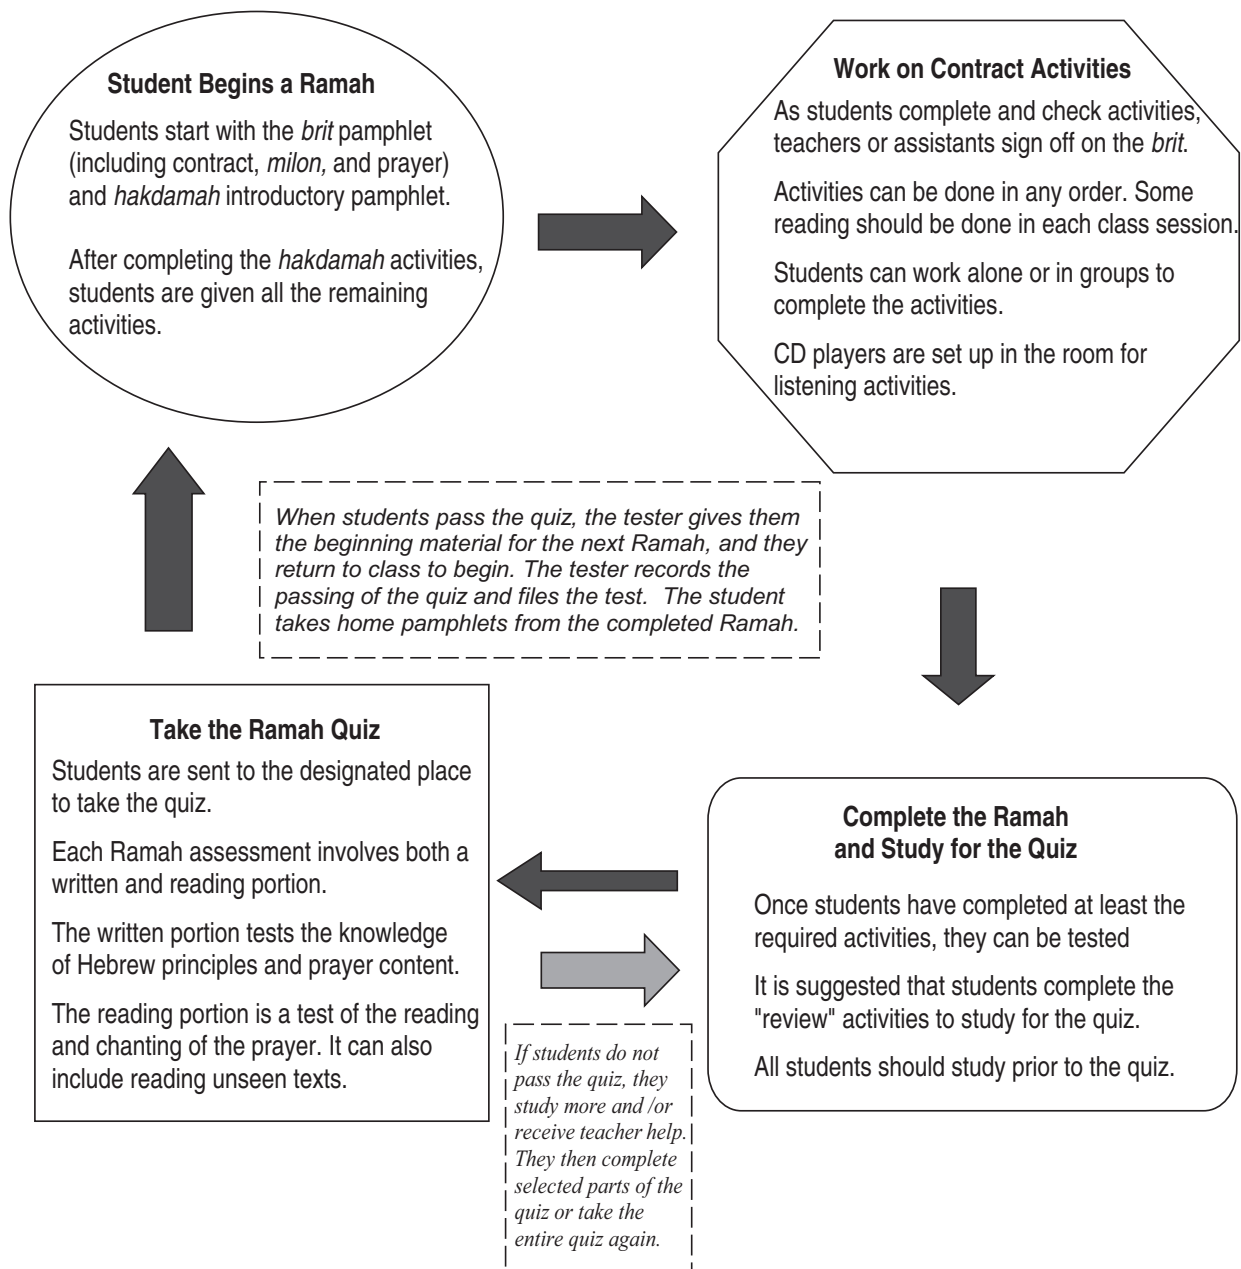 Student Begins a Ramah
Students start with the brit pamphlet
(including contract, milon, and prayer)
and hakdamah introductory pamphlet.
After completing the hakdamah activities,
students are given all the remaining
activities.
Work on Contract Activities
As students complete and check activities,
teachers or assistants sign off on the brit.
Activities can be done in any order. Some
reading should be done in each class session.
Students can work alone or in groups to
complete the activities.
CD players are set up in the room for
listening activities.
When students pass the quiz, the tester gives them
the beginning material for the next Ramah, and they
return to class to begin. The tester records the
passing of the quiz and files the test.  The student
takes home pamphlets from the completed Ramah.
Take the Ramah Quiz
Students are sent to the designated place
to take the quiz.
Each Ramah assessment involves both a
written and reading portion.
The written portion tests the knowledge
of Hebrew principles and prayer content.
The reading portion is a test of the reading
and chanting of the prayer. It can also
include reading unseen texts.
Complete the Ramah
and Study for the Quiz
Once students have completed at least the
required activities, they can be tested
It is suggested that students complete the
"review" activities to study for the quiz.
All students should study prior to the quiz.
If students do not
pass the quiz, they
study more and /or
receive teacher help.
They then complete
selected parts of the
quiz or take the
entire quiz again.